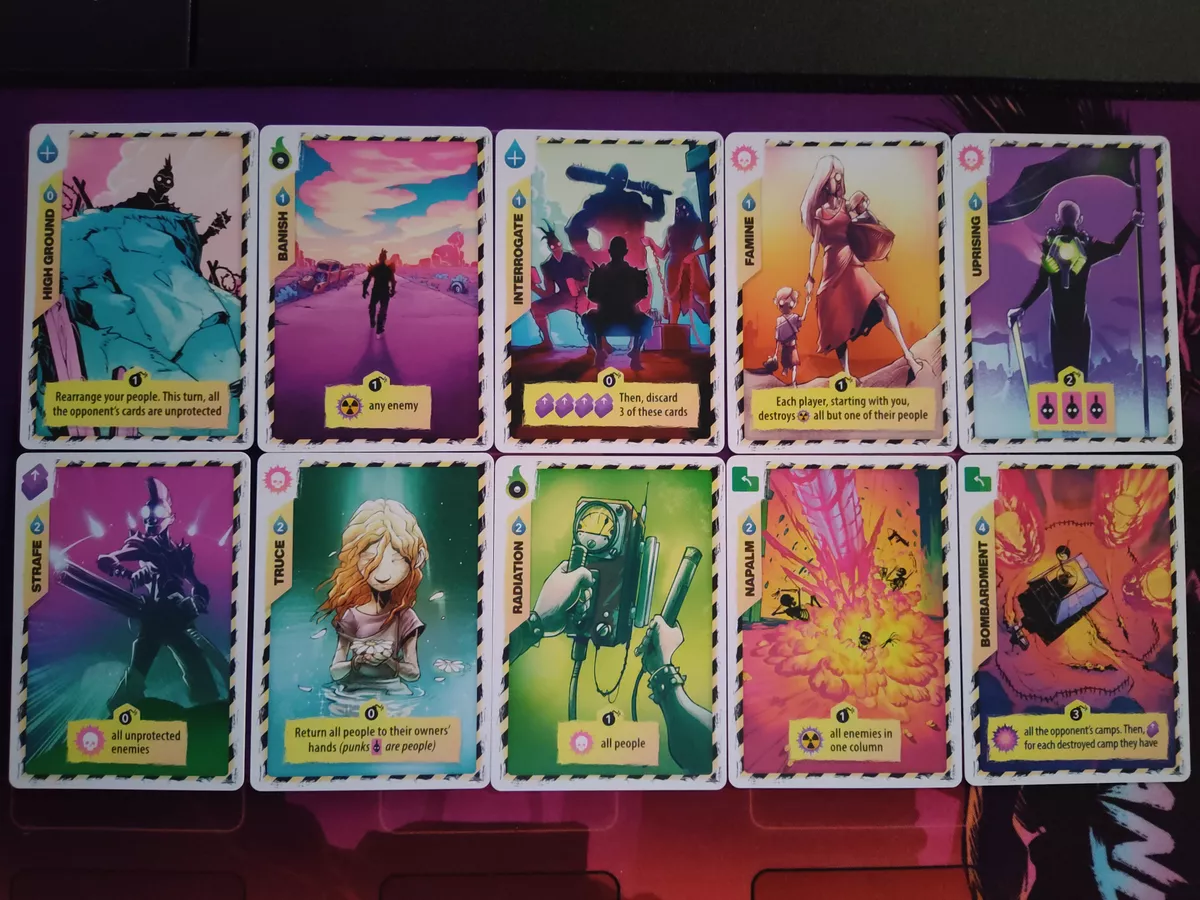 0
HIGH GROUND
1
Rearrange your people. This turn, all
the opponent's cards are unprotected
1
BANISH
1
any enemy
1
INTERROGATE
0
Then, discard
3 of these cards
1
FAMINE
1
Each player, starting with you,
destroys all but one of their people
1
UPRISING
2
2
STRAFE
0
all unprotected
enemies
2
TRUCE
0
Return all people to their owners'
hands (punks are people)
2
RADIATION
1
all people
2
NAPALM
1
all enemies in
one column
4
BOMBARDMENT
3
all the opponent's camps. Then,
for each destroyed camp they have